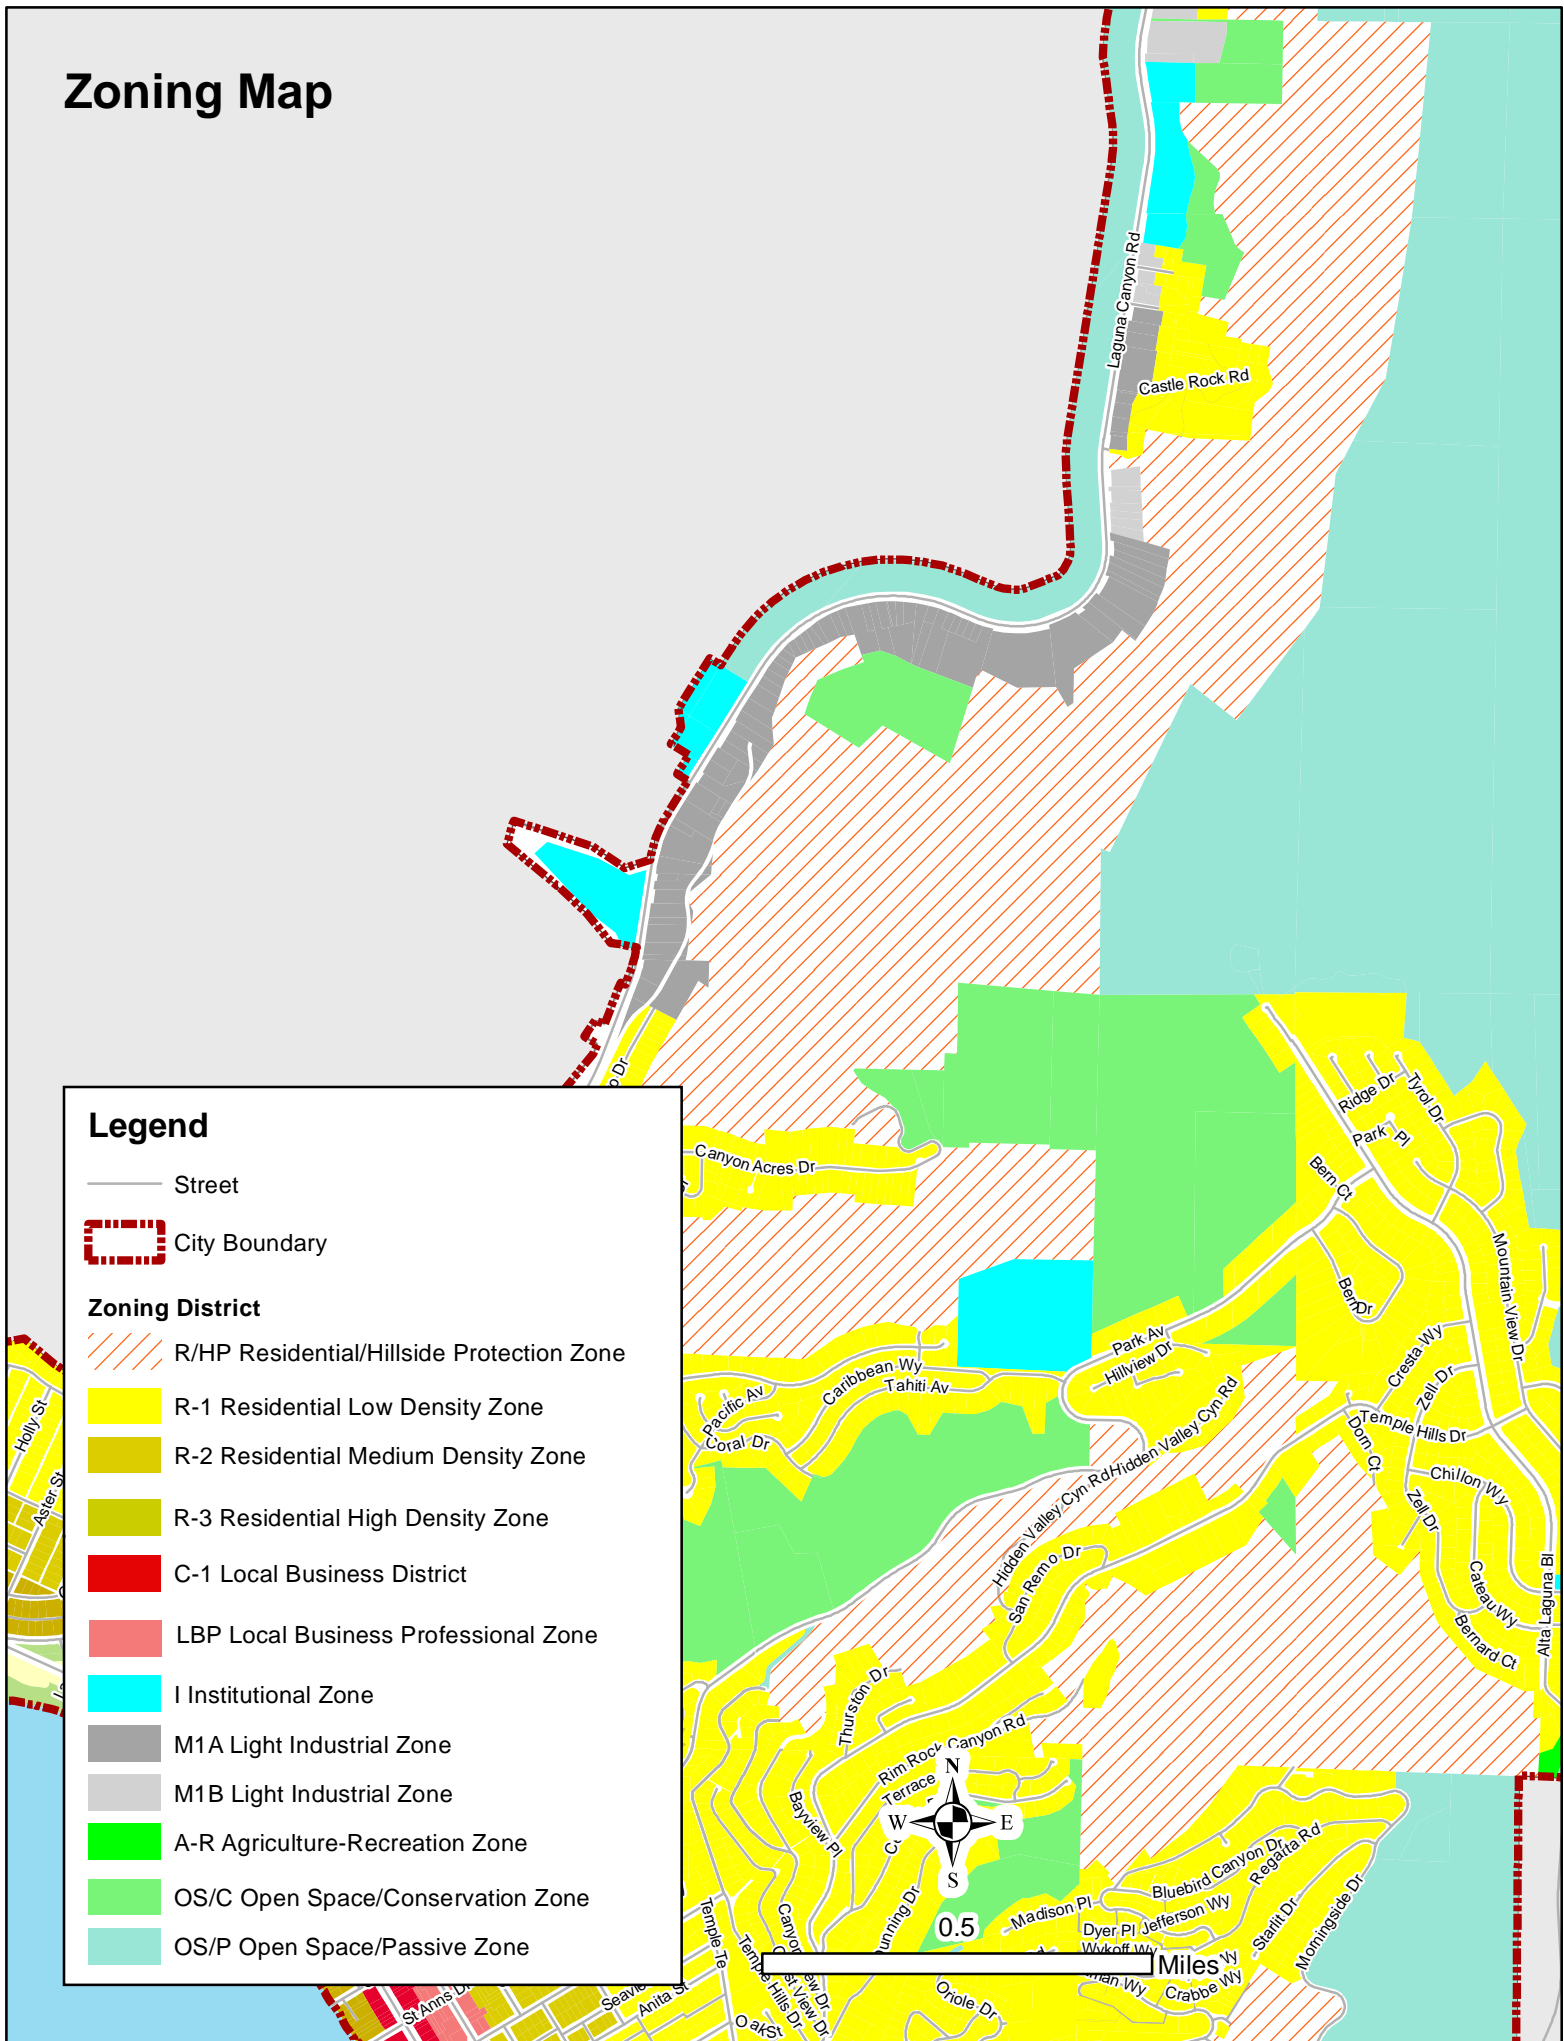 Zoning Map
Laguna Canyon Rd
Castle Rock Rd
Legend
Street
City Boundary
Zoning District
R/HP Residential/Hillside Protection Zone
R-1 Residential Low Density Zone
R-2 Residential Medium Density Zone
R-3 Residential High Density Zone
C-1 Local Business District
LBP Local Business Professional Zone
I Institutional Zone
M1A Light Industrial Zone
M1B Light Industrial Zone
A-R Agriculture-Recreation Zone
OS/C Open Space/Conservation Zone
OS/P Open Space/Passive Zone
Dr
Canyon Acres Dr
Ridge Dr
Tyrol Dr
Park Pl
Bern Ct
Bern Dr
Mountain View Dr
Park Av
Hillview Dr
Cresta Wy
Zell Dr
Caribbean Wy
Tahiti Av
Pacific Av
Coral Dr
Hidden Valley Cyn Rd
Hidden Valley Cyn Rd
Temple Hills Dr
Dorn Ct
Chillon Wy
Zell Dr
San Remo Dr
Cateau Wy
Bernard Ct
Alta Laguna Bl
Holly St
Aster St
Thurston Dr
Rim Rock Canyon Rd
Terrace
Bayview Pl
N
W
E
S
0.5
Miles
Bluebird Canyon Dr
Regatta Rd
Madison Pl
Dyer Pl
Jefferson Wy
Starlit Dr
Morningside Dr
Wykoff Wy
Crabbe Wy
Temple Te
Temple Hills Dr
Oriole Dr
Anita St
Oak St
St Anns Dr